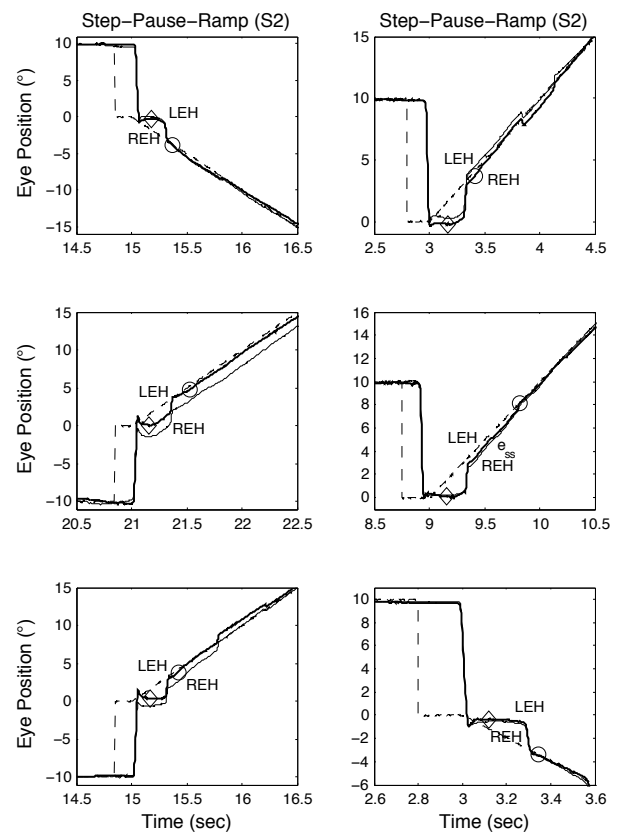 Step−Pause−Ramp (S2)
Step−Pause−Ramp (S2)
Eye Position (°)
10
5
0
−5
−10
−15
LEH
REH
14.5 15 15.5 16 16.5
15
10
5
0
LEH
REH
2.5 3 3.5 4 4.5
Eye Position (°)
15
10
5
0
−5
−10
LEH
REH
20.5 21 21.5 22 22.5
16
14
12
10
8
6
4
2
0
LEH
e_ss
REH
8.5 9 9.5 10 10.5
Eye Position (°)
15
10
5
0
−5
−10
LEH
REH
14.5 15 15.5 16 16.5
Time (sec)
10
8
6
4
2
0
−2
−4
−6
LEH
REH
2.6 2.8 3 3.2 3.4 3.6
Time (sec)